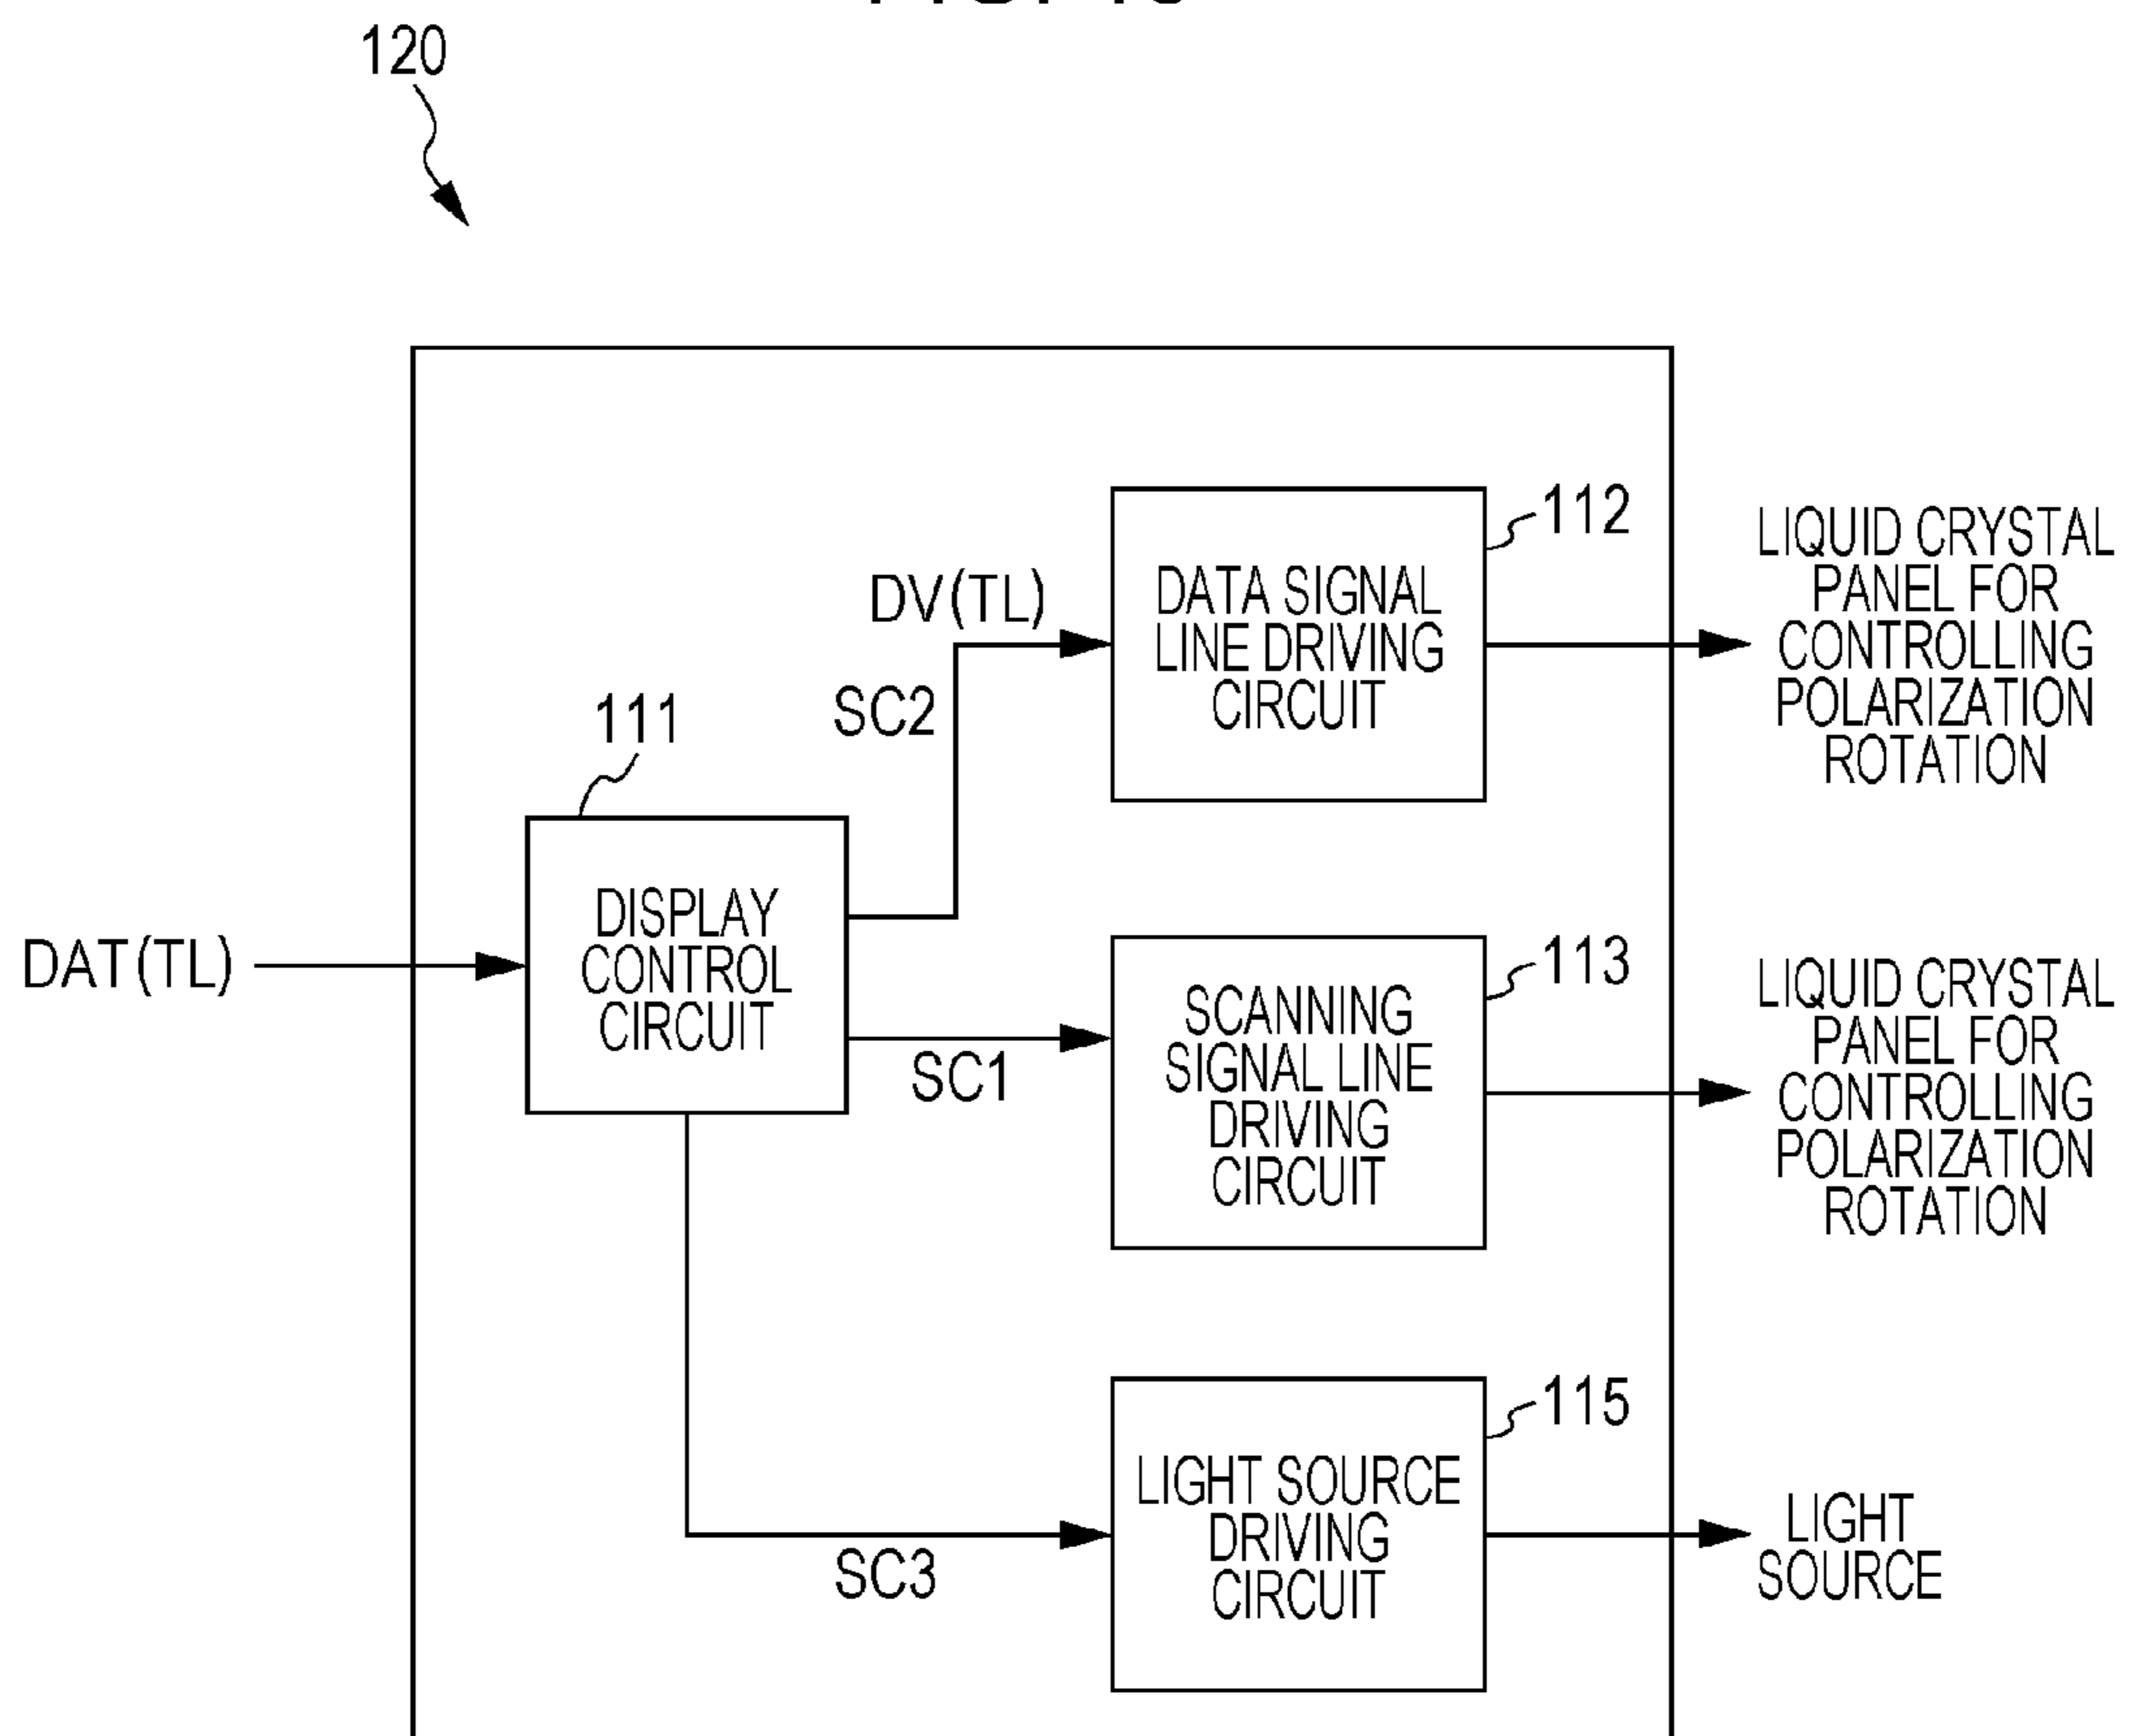 120
112
DATA SIGNAL
LINE DRIVING
CIRCUIT
DV(TL)
SC2
LIQUID CRYSTAL
PANEL FOR
CONTROLLING
POLARIZATION
ROTATION
111
DISPLAY
CONTROL
CIRCUIT
DAT(TL)
SC1
113
SCANNING
SIGNAL LINE
DRIVING
CIRCUIT
LIQUID CRYSTAL
PANEL FOR
CONTROLLING
POLARIZATION
ROTATION
115
LIGHT SOURCE
DRIVING
CIRCUIT
SC3
LIGHT
SOURCE